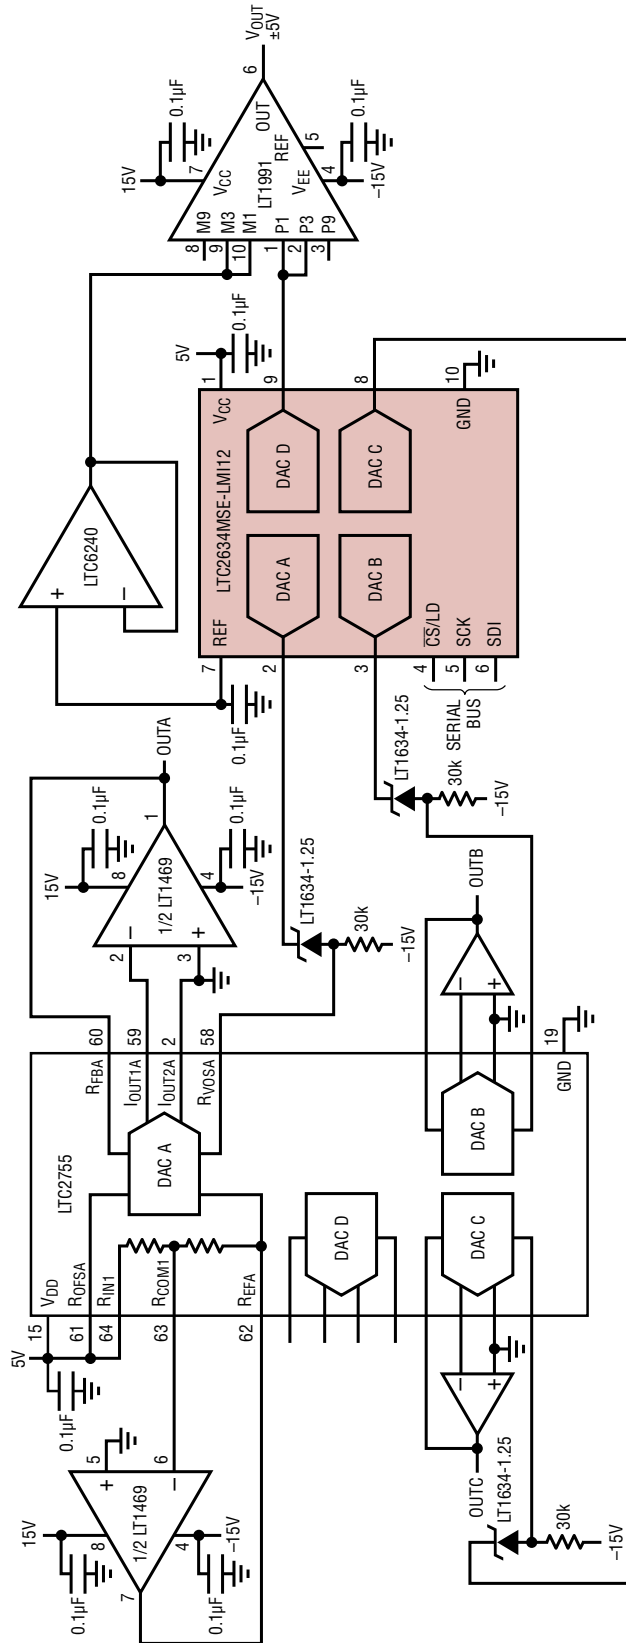 5V
0.1µF
15
V_DD
LTC2755
61
R_OFSA
64
R_IN1
63
R_COM1
62
R_EFA
15V
0.1µF
8
1/2 LT1469
5
+
6
–
7
4
–15V
0.1µF
DAC A
R_FBA
60
I_OUT1A
59
I_OUT2A
2
R_VOSA
58
15V
0.1µF
8
1/2 LT1469
2
–
3
+
1
OUTA
4
–15V
0.1µF
LT1634-1.25
30k
–15V
DAC D
DAC C
–
+
OUTC
LT1634-1.25
30k
–15V
DAC B
–
+
OUTB
GND
19
LT1634-1.25
30k
–15V
LTC6240
+
–
0.1µF
7
REF
LTC2634MSE-LMI12
5V
1
V_CC
0.1µF
2
DAC A
DAC D
9
3
DAC B
DAC C
8
4
CS/LD
5
SCK
6
SDI
SERIAL
BUS
GND
10
15V
0.1µF
7
V_CC
8
M9
9
M3
10
M1
1
P1
2
P3
3
P9
LT1991
OUT
6
V_OUT
±5V
REF
5
V_EE
4
–15V
0.1µF